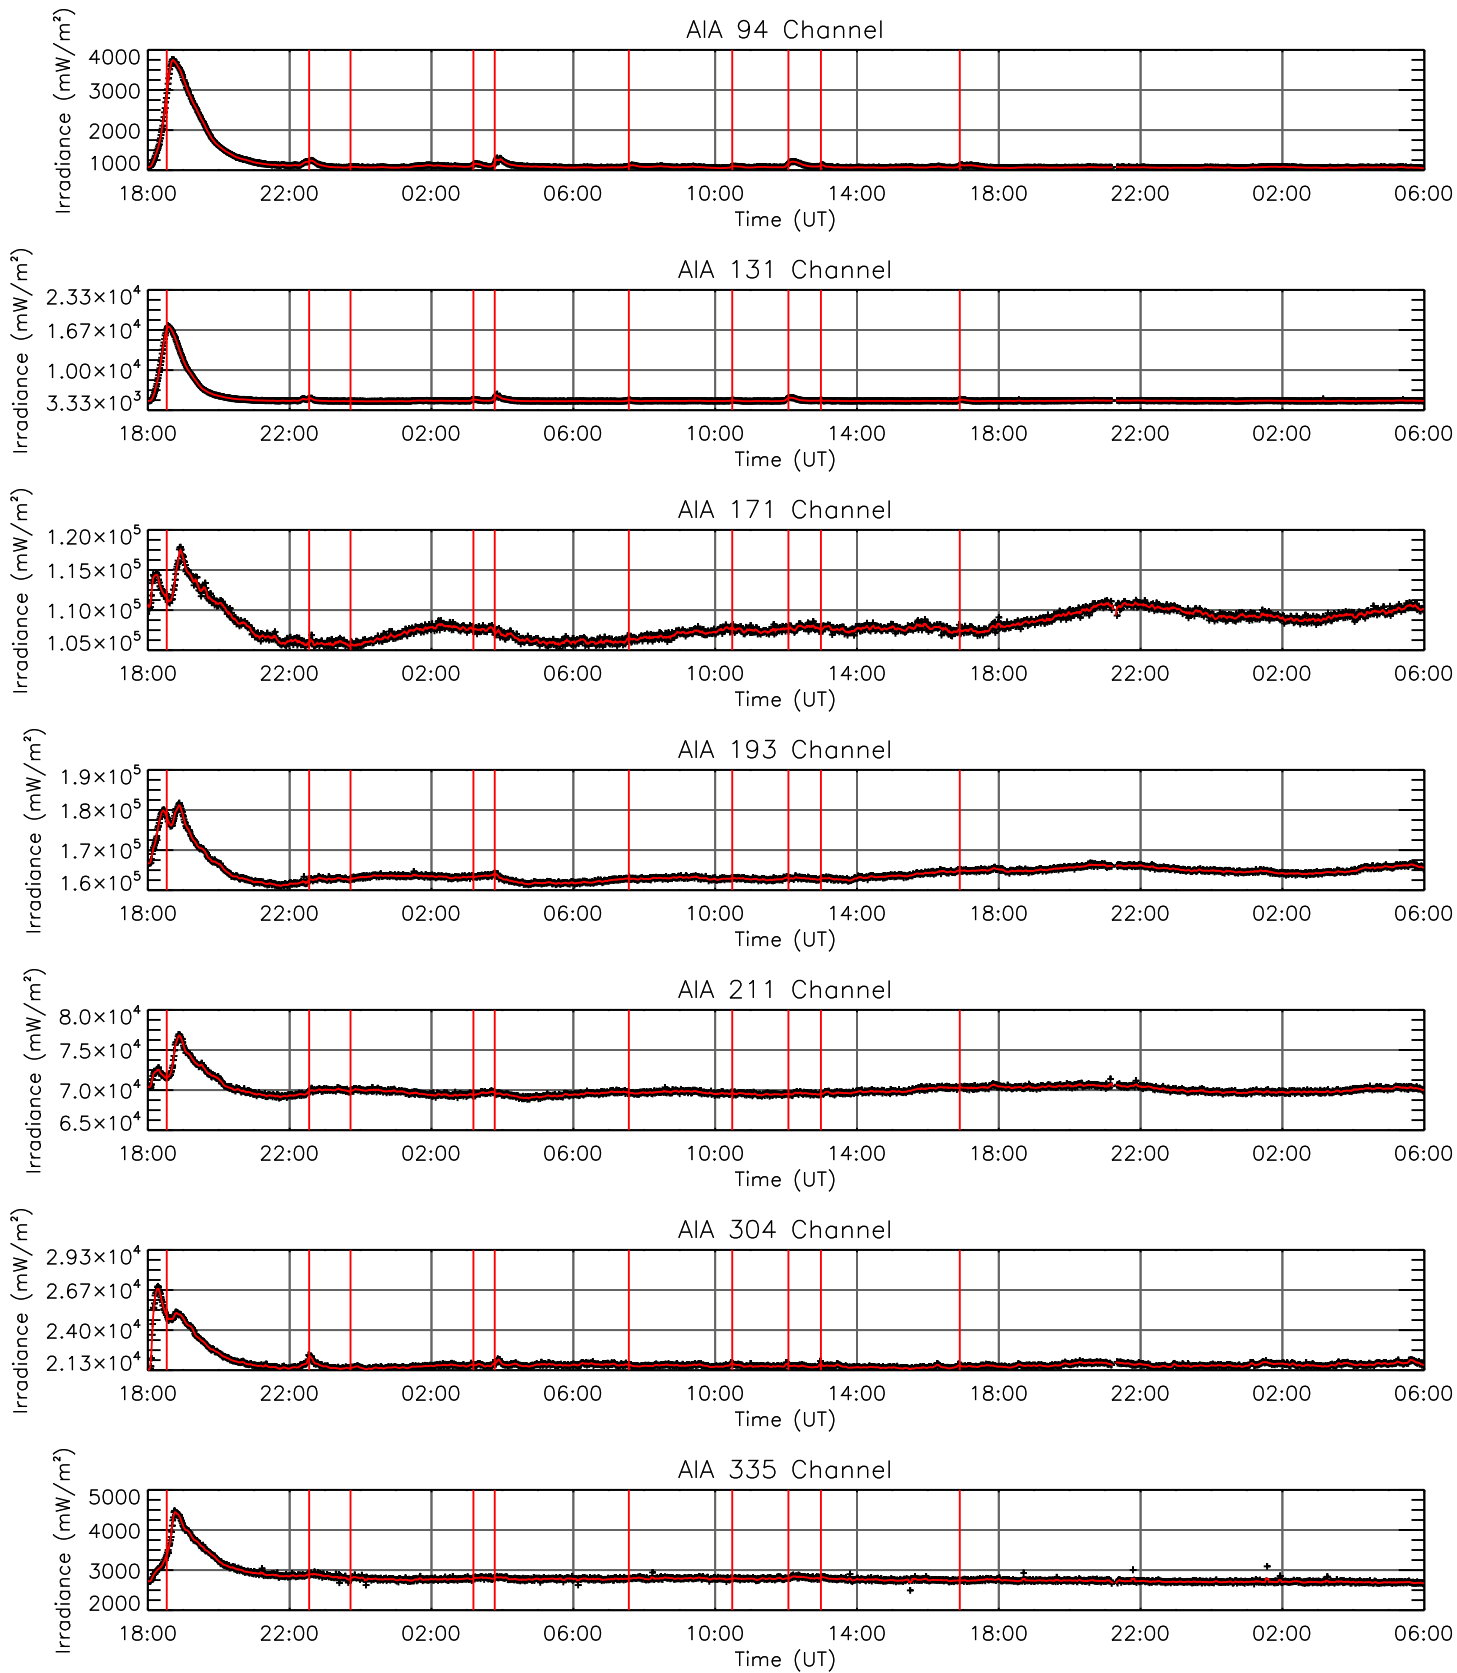 AIA 94 Channel
Irradiance (mW/m²)
4000
3000
2000
1000
18:00 22:00 02:00 06:00 10:00 14:00 18:00 22:00 02:00 06:00
Time (UT)
AIA 131 Channel
Irradiance (mW/m²)
2.33×10⁴
1.67×10⁴
1.00×10⁴
3.33×10³
18:00 22:00 02:00 06:00 10:00 14:00 18:00 22:00 02:00 06:00
Time (UT)
AIA 171 Channel
Irradiance (mW/m²)
1.20×10⁵
1.15×10⁵
1.10×10⁵
1.05×10⁵
18:00 22:00 02:00 06:00 10:00 14:00 18:00 22:00 02:00 06:00
Time (UT)
AIA 193 Channel
Irradiance (mW/m²)
1.9×10⁵
1.8×10⁵
1.7×10⁵
1.6×10⁵
18:00 22:00 02:00 06:00 10:00 14:00 18:00 22:00 02:00 06:00
Time (UT)
AIA 211 Channel
Irradiance (mW/m²)
8.0×10⁴
7.5×10⁴
7.0×10⁴
6.5×10⁴
18:00 22:00 02:00 06:00 10:00 14:00 18:00 22:00 02:00 06:00
Time (UT)
AIA 304 Channel
Irradiance (mW/m²)
2.93×10⁴
2.67×10⁴
2.40×10⁴
2.13×10⁴
18:00 22:00 02:00 06:00 10:00 14:00 18:00 22:00 02:00 06:00
Time (UT)
AIA 335 Channel
Irradiance (mW/m²)
5000
4000
3000
2000
18:00 22:00 02:00 06:00 10:00 14:00 18:00 22:00 02:00 06:00
Time (UT)